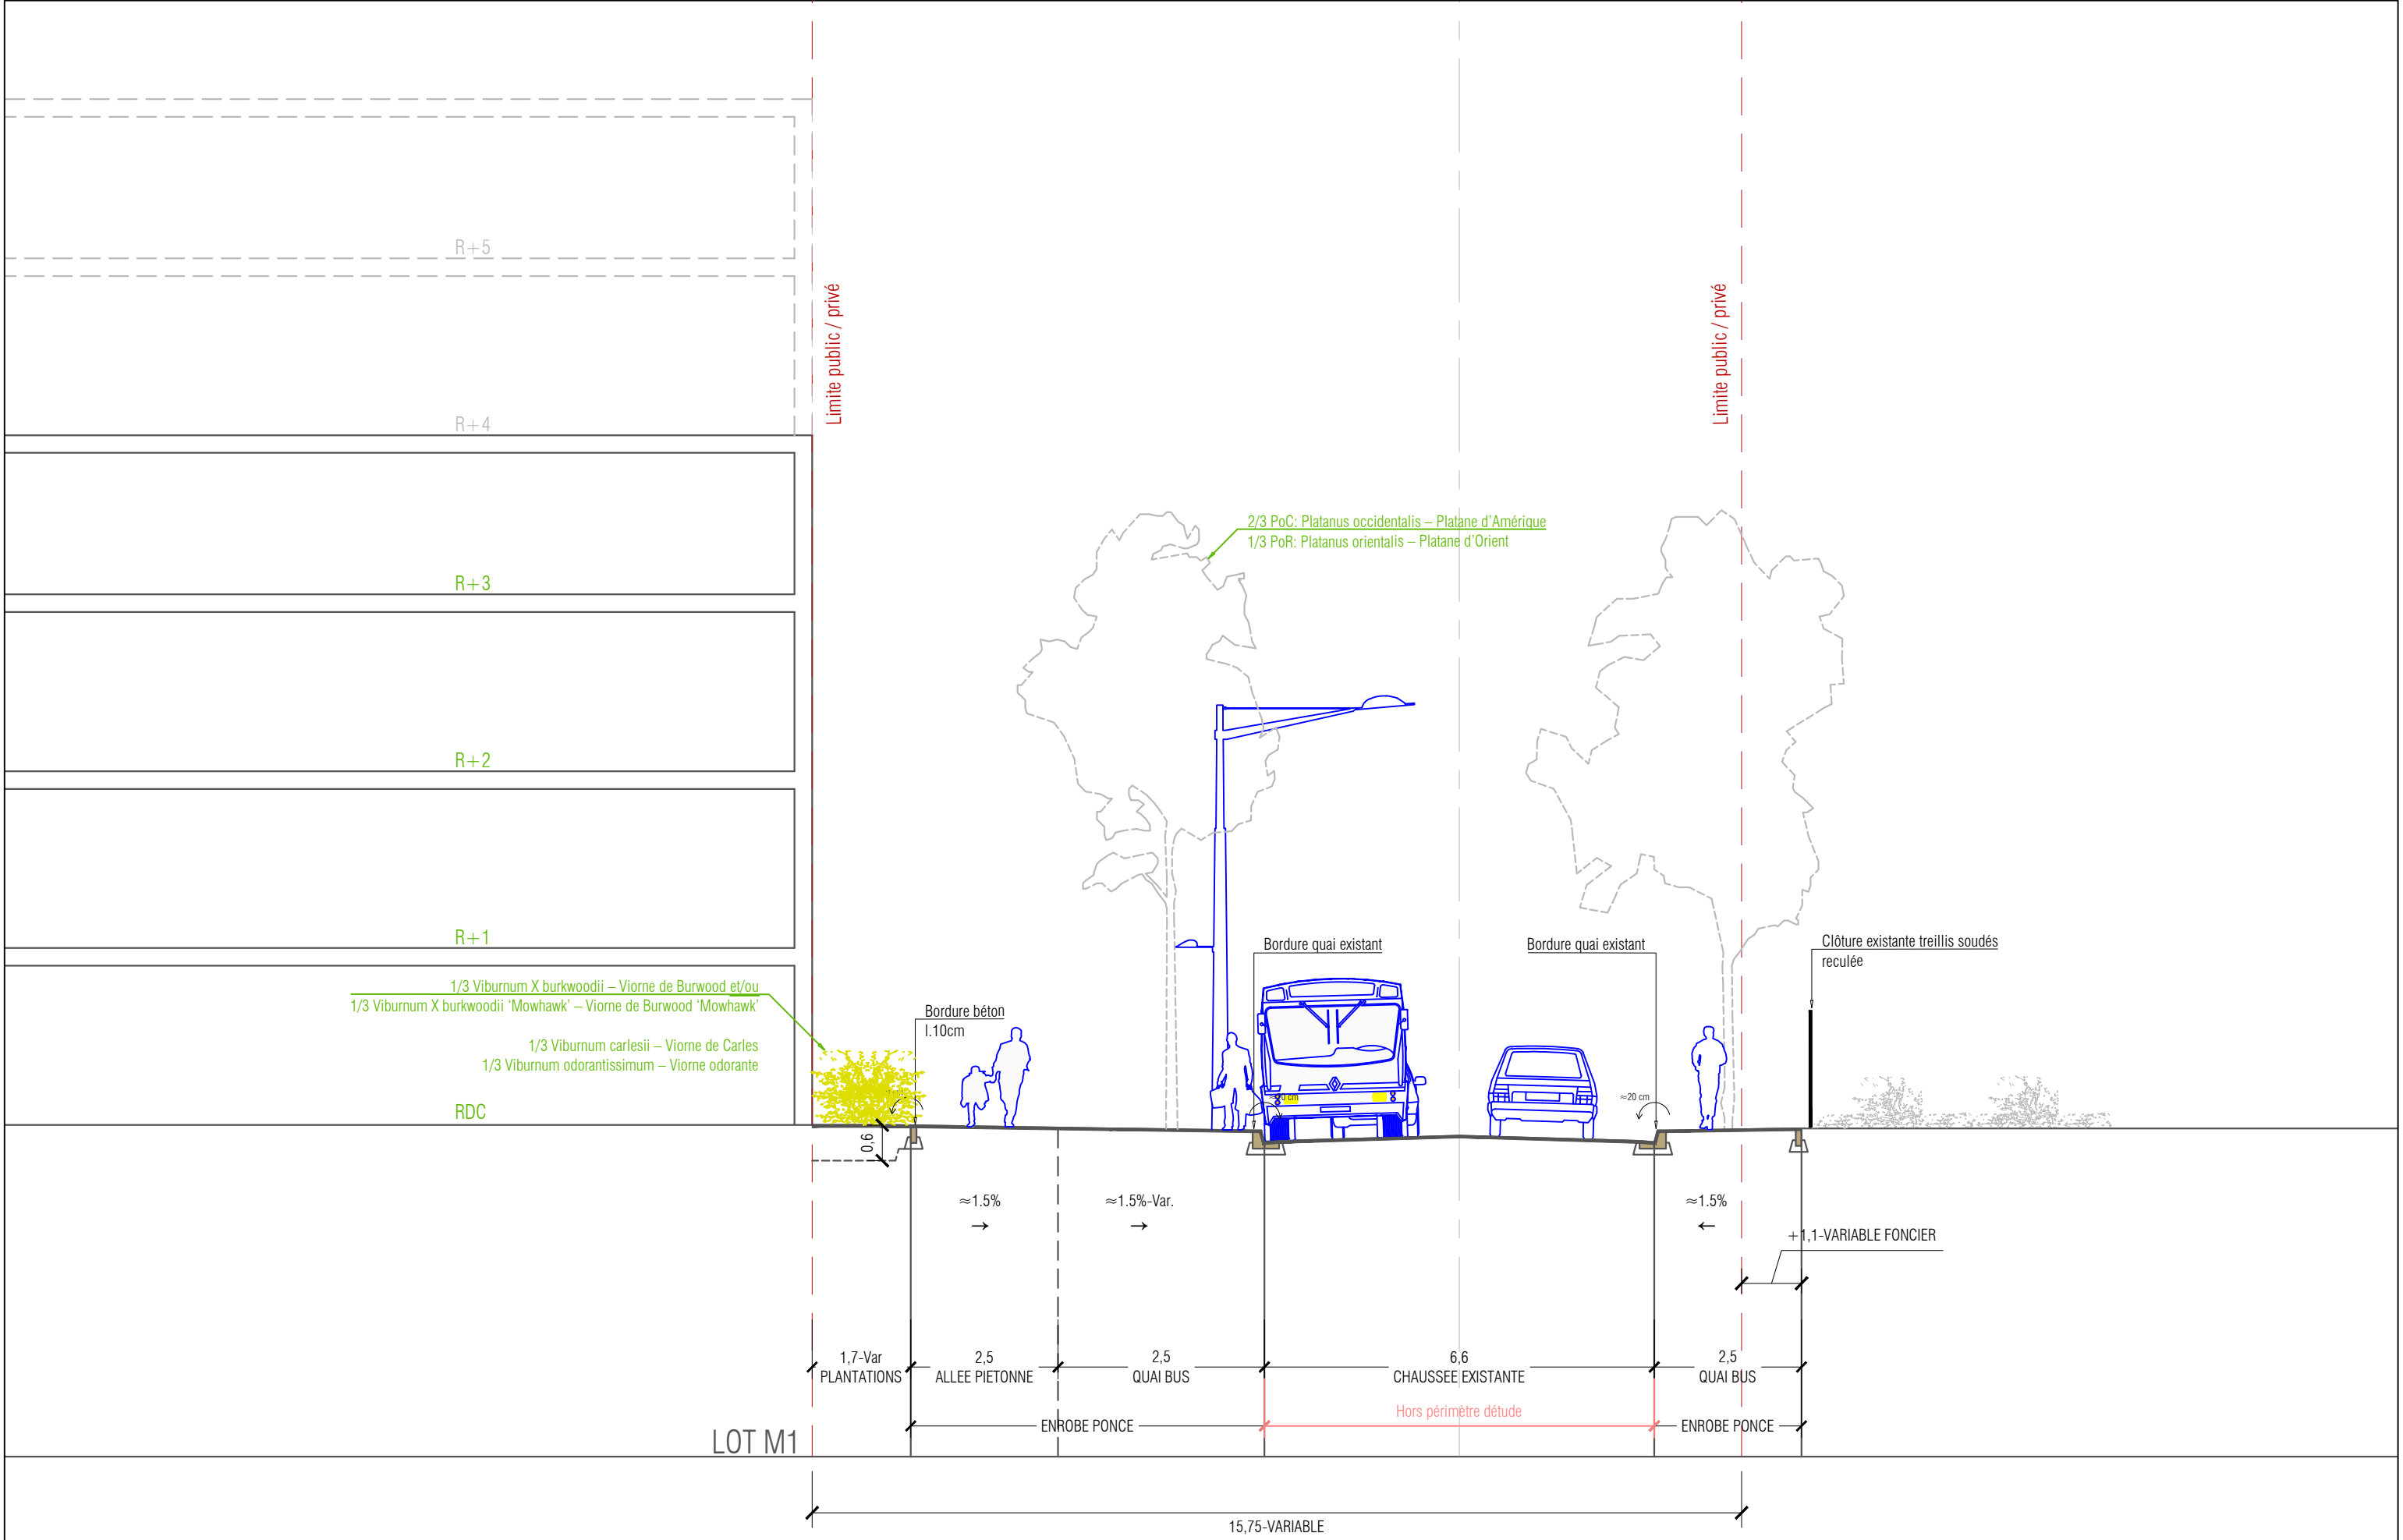 R+5
Limite public / privé
Limite public / privé
R+4
2/3 PoC: Platanus occidentalis – Platane d'Amérique
1/3 PoR: Platanus orientalis – Platane d'Orient
R+3
R+2
R+1
Bordure quai existant
Bordure quai existant
Clôture existante treillis soudés
reculée
1/3 Viburnum X burkwoodii – Viorne de Burwood et/ou
1/3 Viburnum X burkwoodii ‘Mowhawk’ – Viorne de Burwood ‘Mowhawk’
1/3 Viburnum carlesii – Viorne de Carles
1/3 Viburnum odorantissimum – Viorne odorante
Bordure béton
l.10cm
≈20 cm
RDC
0,6
≈1.5%
→
≈1.5%-Var.
→
≈1.5%
←
+1,1-VARIABLE FONCIER
1,7-Var
PLANTATIONS
2,5
ALLEE PIETONNE
2,5
QUAI BUS
6,6
CHAUSSEE EXISTANTE
2,5
QUAI BUS
ENROBE PONCE
Hors périmètre détude
ENROBE PONCE
LOT M1
15,75-VARIABLE